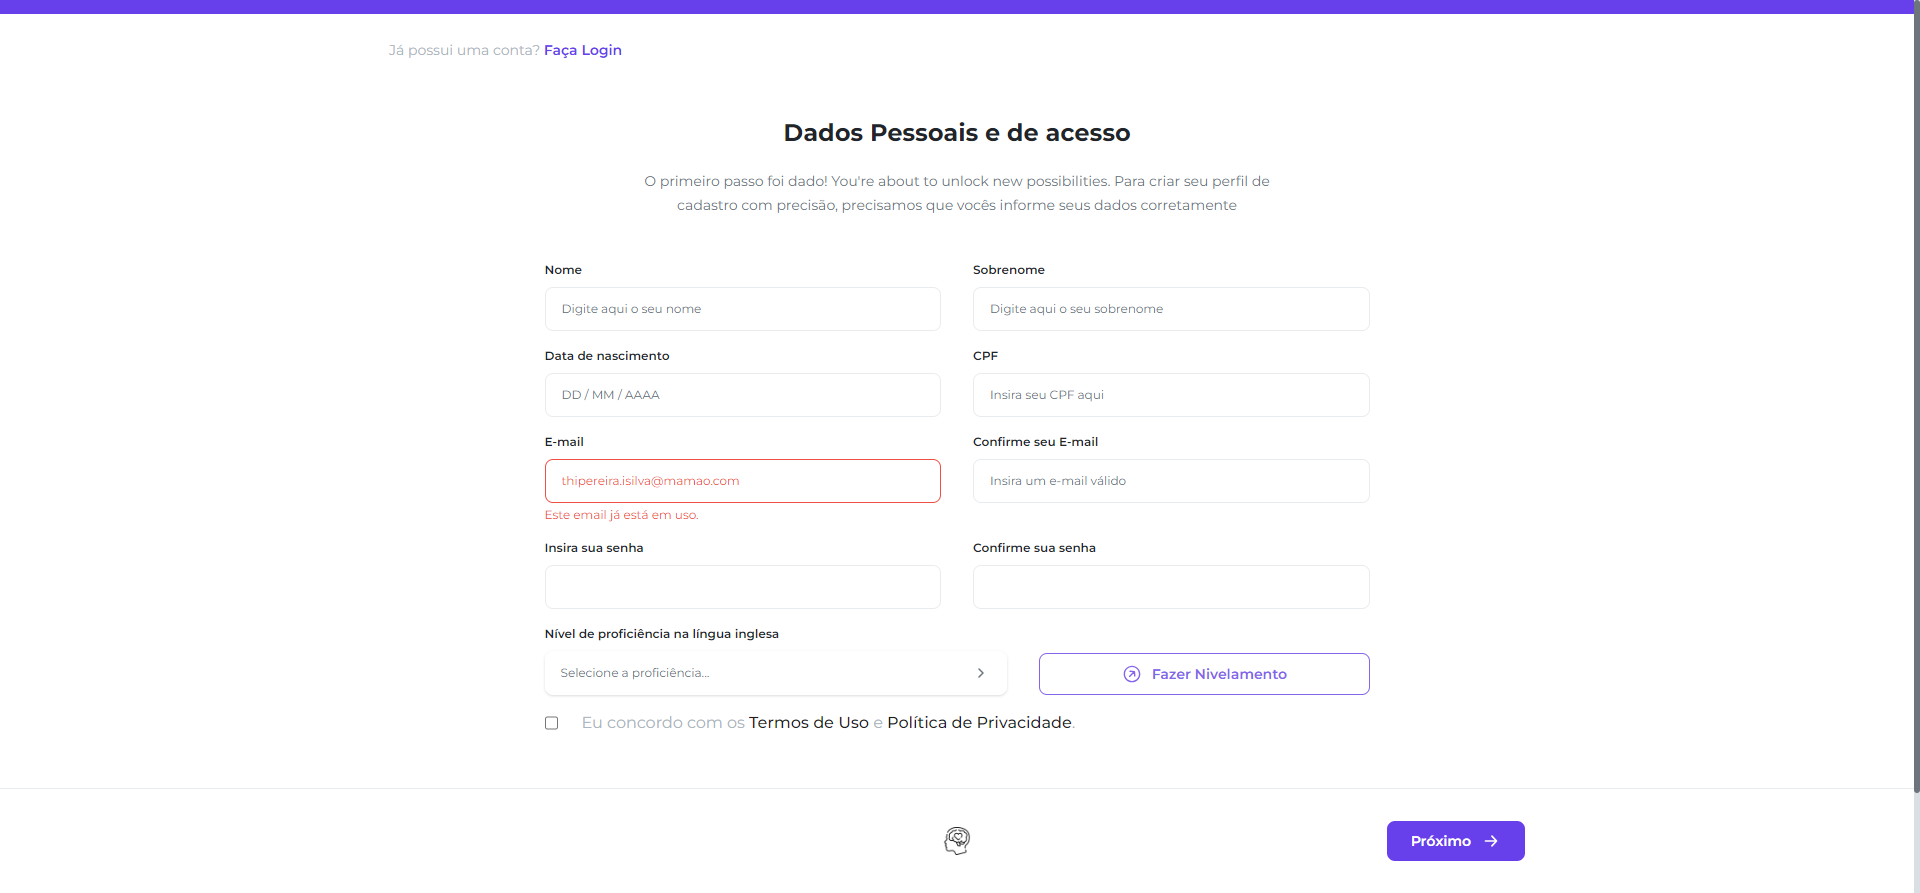 Já possui uma conta? Faça Login
Dados Pessoais e de acesso
O primeiro passo foi dado! You're about to unlock new possibilities. Para criar seu perfil de
cadastro com precisão, precisamos que vocês informe seus dados corretamente
Nome
Sobrenome
Digite aqui o seu nome
Digite aqui o seu sobrenome
Data de nascimento
CPF
DD / MM / AAAA
Insira seu CPF aqui
E-mail
Confirme seu E-mail
thipereira.isilva@mamao.com
Insira um e-mail válido
Este email já está em uso.
Insira sua senha
Confirme sua senha
Nível de proficiência na língua inglesa
Selecione a proficiência...
Fazer Nivelamento
Eu concordo com os Termos de Uso e Política de Privacidade.
Próximo